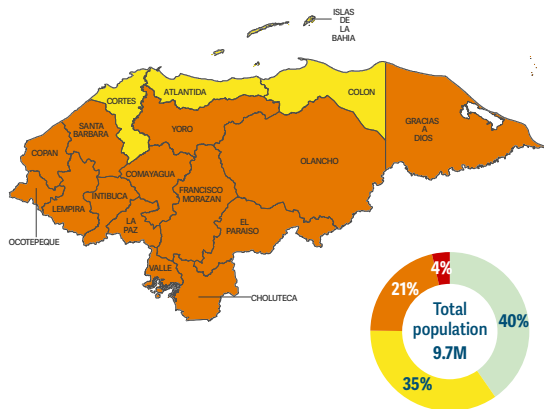 ISLAS
DE
LA
BAHIA
CORTES
ATLANTIDA
COLON
SANTA
BARBARA
YORO
GRACIAS
A
DIOS
COPAN
OLANCHO
COMAYAGUA
INTIBUCA
FRANCISCO
MORAZAN
LEMPIRA
LA
PAZ
EL
PARAISO
OCOTEPEQUE
VALLE
CHOLUTECA
4%
21%
40%
35%
Total
population
9.7M